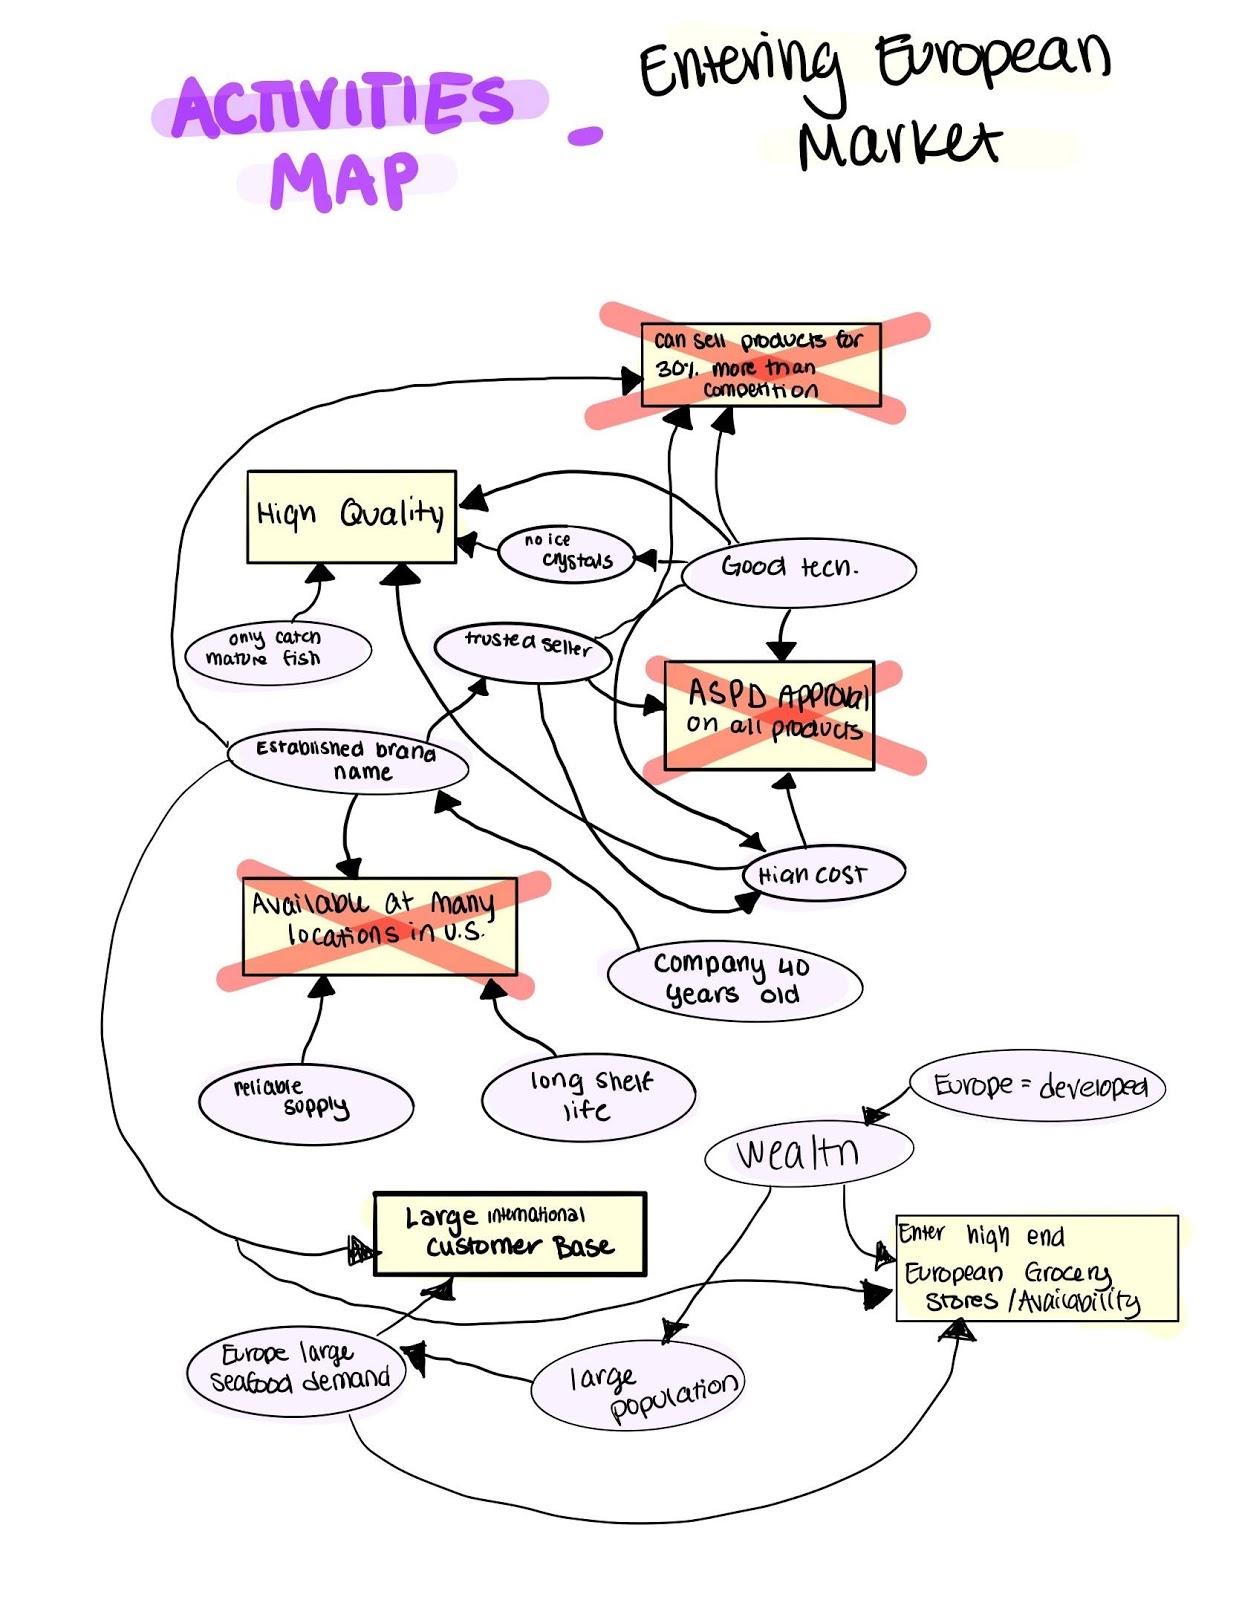 ACTIVITIES
MAP
-
Entering European
Market
can sell products for
30% more than
competition
High Quality
no ice
crystals
Good tech.
only catch
mature fish
trusted seller
ASPD Approval
on all products
Established brand
name
High cost
Available at many
locations in U.S.
Company 40
years old
reliable
supply
long shelf
life
Europe = developed
Wealth
Large international
Customer Base
Enter high end
European Grocery
Stores / Availability
Europe large
seafood demand
large
population